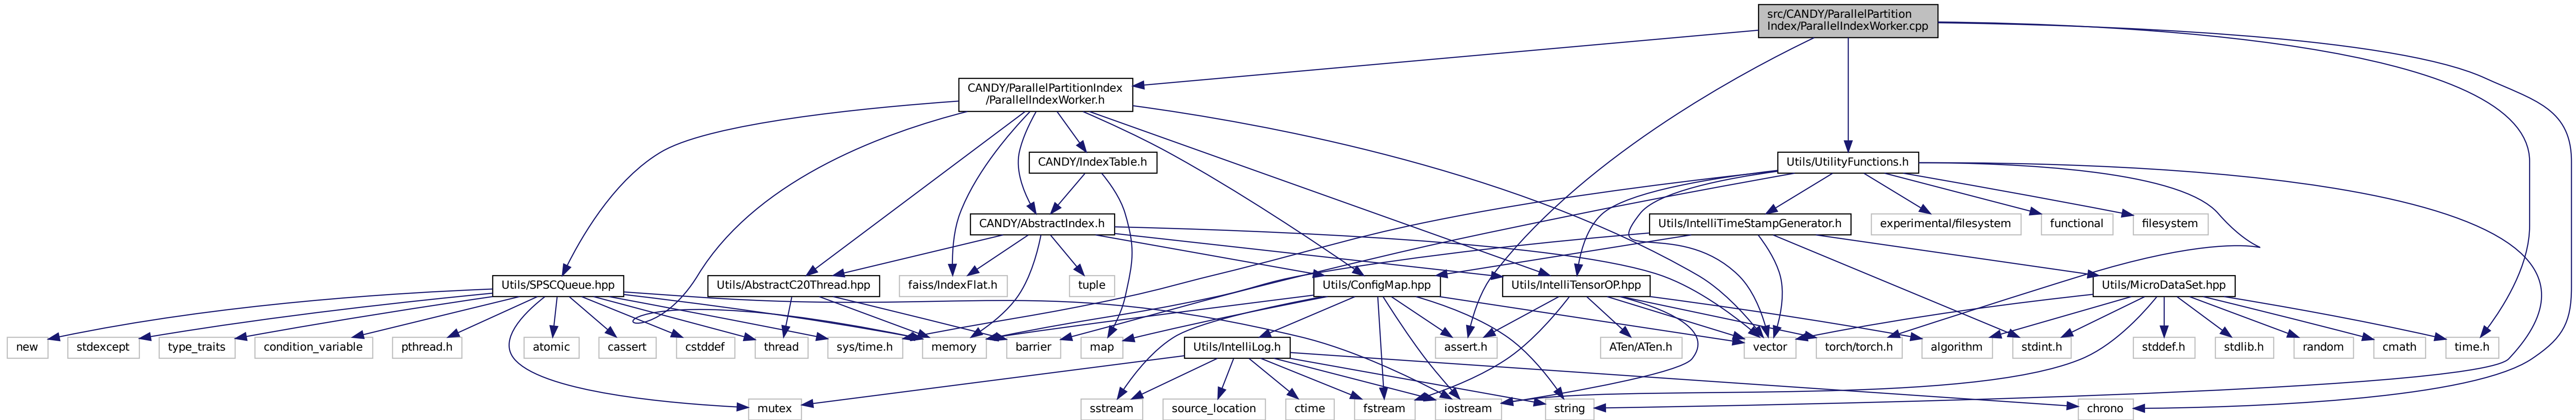 src/CANDY/ParallelPartition
Index/ParallelIndexWorker.cpp
CANDY/ParallelPartitionIndex
/ParallelIndexWorker.h
CANDY/IndexTable.h
Utils/UtilityFunctions.h
CANDY/AbstractIndex.h
Utils/IntelliTimeStampGenerator.h
experimental/filesystem
functional
filesystem
Utils/SPSCQueue.hpp
Utils/AbstractC20Thread.hpp
faiss/IndexFlat.h
tuple
Utils/ConfigMap.hpp
Utils/IntelliTensorOP.hpp
Utils/MicroDataSet.hpp
new
stdexcept
type_traits
condition_variable
pthread.h
atomic
cassert
cstddef
thread
sys/time.h
memory
barrier
map
Utils/IntelliLog.h
assert.h
ATen/ATen.h
vector
torch/torch.h
algorithm
stdint.h
stddef.h
stdlib.h
random
cmath
time.h
mutex
sstream
source_location
ctime
fstream
iostream
string
chrono